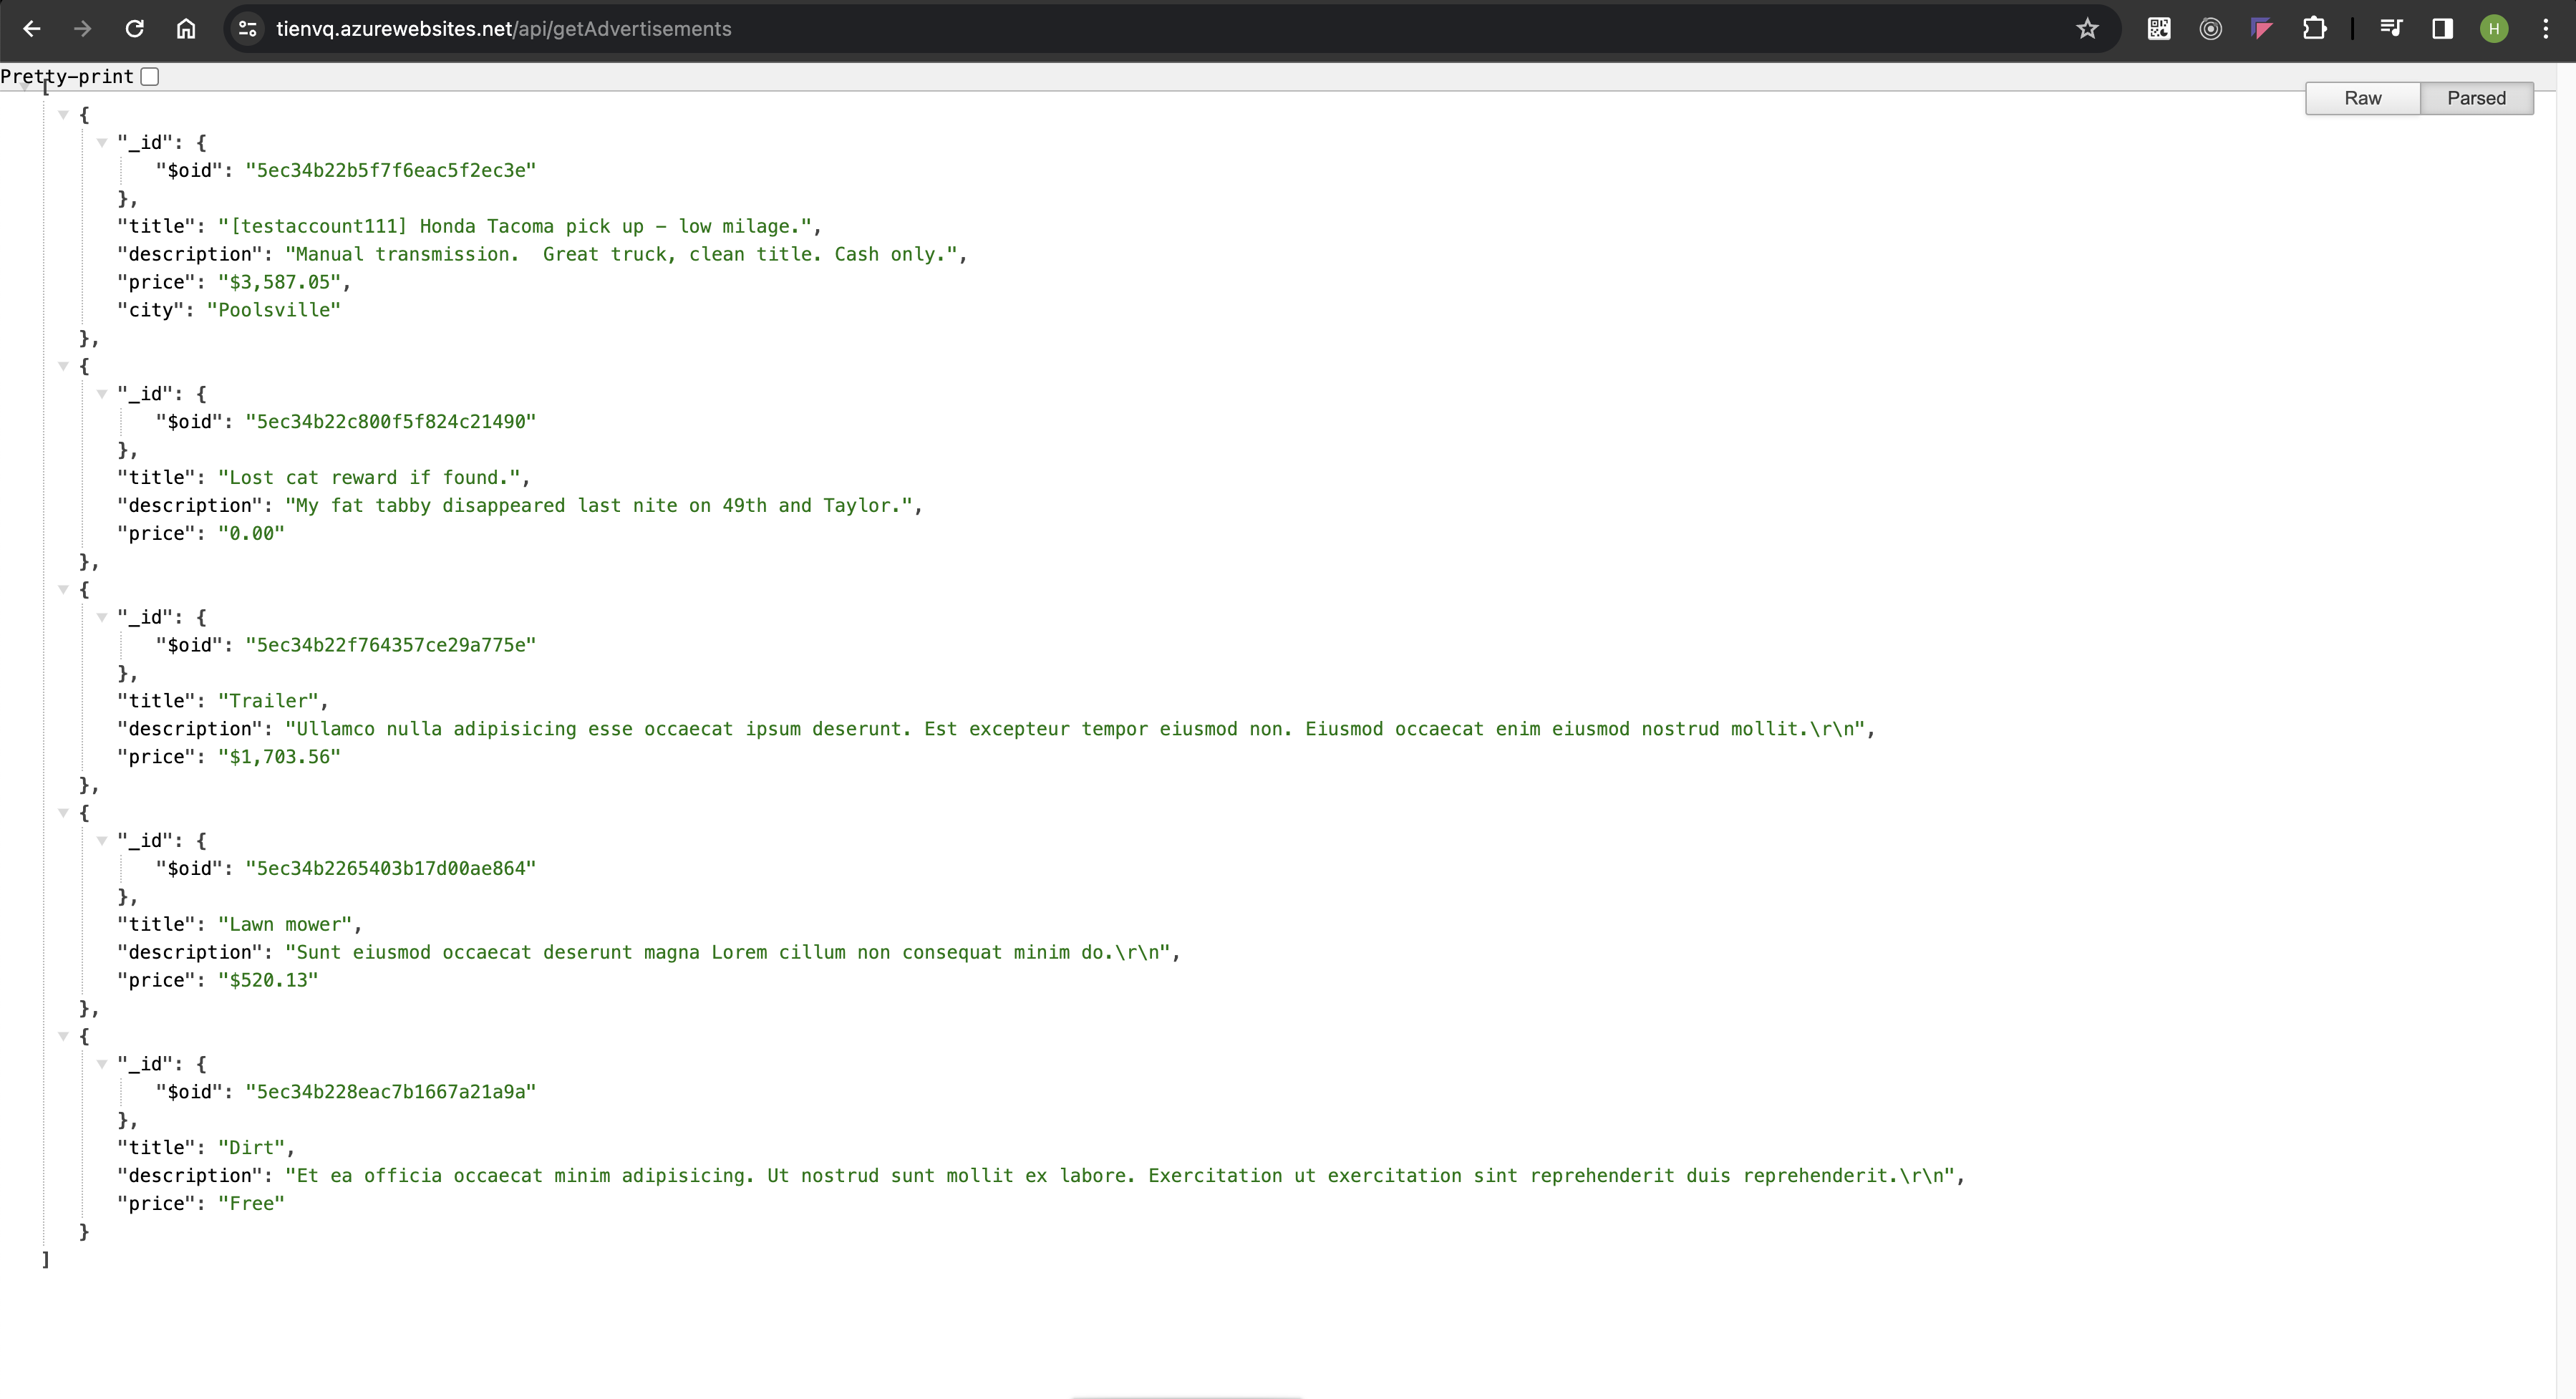 tienvq.azurewebsites.net/api/getAdvertisements
H
Pretty-print
Raw Parsed
[
{
"_id": {
"$oid": "5ec34b22b5f7f6eac5f2ec3e"
},
"title": "[testaccount111] Honda Tacoma pick up - low milage.",
"description": "Manual transmission.  Great truck, clean title. Cash only.",
"price": "$3,587.05",
"city": "Poolsville"
},
{
"_id": {
"$oid": "5ec34b22c800f5f824c21490"
},
"title": "Lost cat reward if found.",
"description": "My fat tabby disappeared last nite on 49th and Taylor.",
"price": "0.00"
},
{
"_id": {
"$oid": "5ec34b22f764357ce29a775e"
},
"title": "Trailer",
"description": "Ullamco nulla adipisicing esse occaecat ipsum deserunt. Est excepteur tempor eiusmod non. Eiusmod occaecat enim eiusmod nostrud mollit.\r\n",
"price": "$1,703.56"
},
{
"_id": {
"$oid": "5ec34b2265403b17d00ae864"
},
"title": "Lawn mower",
"description": "Sunt eiusmod occaecat deserunt magna Lorem cillum non consequat minim do.\r\n",
"price": "$520.13"
},
{
"_id": {
"$oid": "5ec34b228eac7b1667a21a9a"
},
"title": "Dirt",
"description": "Et ea officia occaecat minim adipisicing. Ut nostrud sunt mollit ex labore. Exercitation ut exercitation sint reprehenderit duis reprehenderit.\r\n",
"price": "Free"
}
]